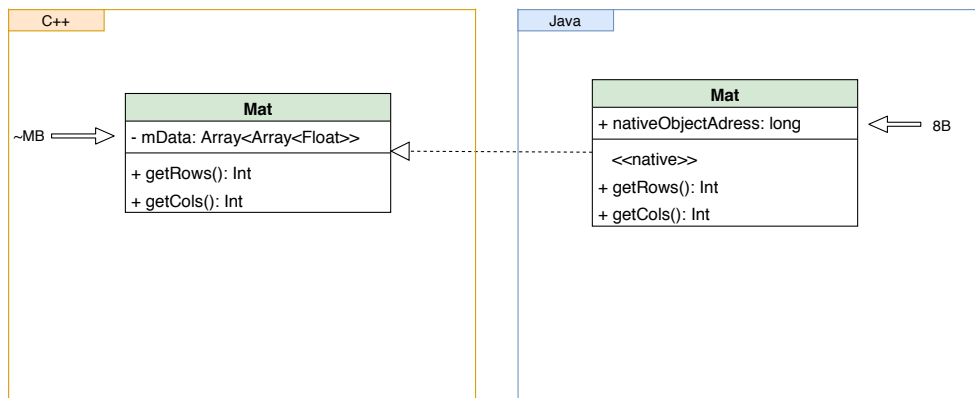 C++
Mat
~MB
- mData: Array<Array<Float>>
+ getRows(): Int
+ getCols(): Int
Java
Mat
+ nativeObjectAdress: long
8B
<<native>>
+ getRows(): Int
+ getCols(): Int